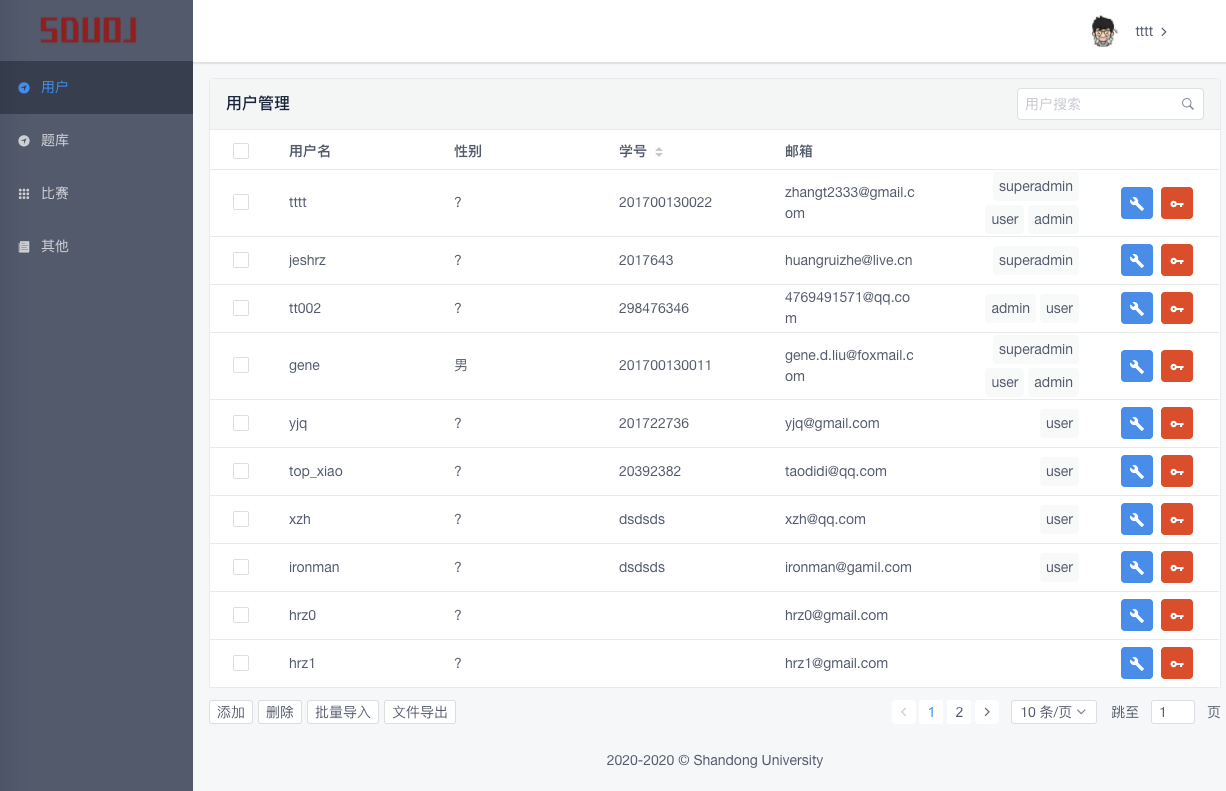 SDUOJ
tttt
用户
题库
比赛
其他
用户管理
用户搜索
用户名 性别 学号 邮箱
tttt ? 201700130022 zhangt2333@gmail.c
om superadmin
user admin
jeshrz ? 2017643 huangruizhe@live.cn superadmin
tt002 ? 298476346 4769491571@qq.co
m admin user
gene 男 201700130011 gene.d.liu@foxmail.c
om superadmin
user admin
yjq ? 201722736 yjq@gmail.com user
top_xiao ? 20392382 taodidi@qq.com user
xzh ? dsdsds xzh@qq.com user
ironman ? dsdsds ironman@gamil.com user
hrz0 ? hrz0@gmail.com
hrz1 ? hrz1@gmail.com
添加 删除 批量导入 文件导出 1 2 10 条/页 跳至 1 页
2020-2020 © Shandong University